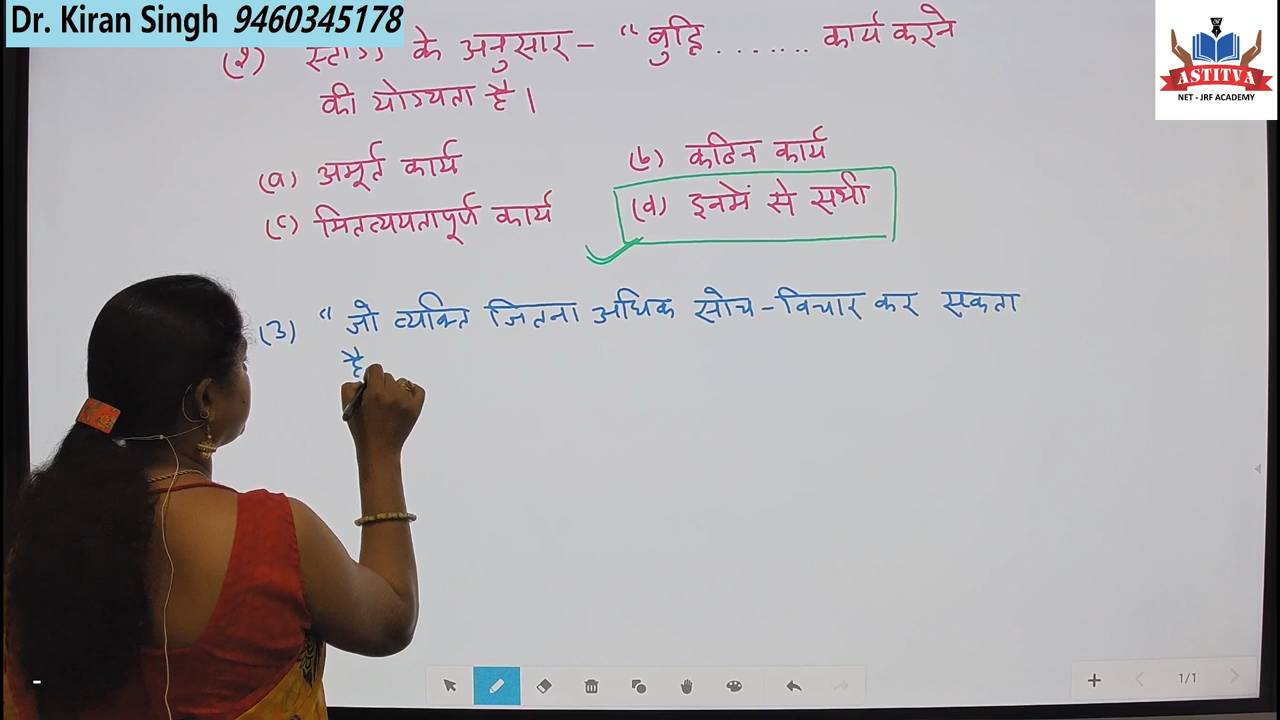 Dr. Kiran Singh 9460345178
ASTITVA
NET - JRF ACADEMY
(२) के अनुसार - " बुद्धि ....... कार्य करने
की योग्यता है।
(a) अमूर्त कार्य
(b) कठिन कार्य
(c) मितव्ययतापूर्ण कार्य
(d) इनमें से सभी
(3) " जो व्यक्ति जितना अधिक सोच-विचार कर सकता
है
1/1